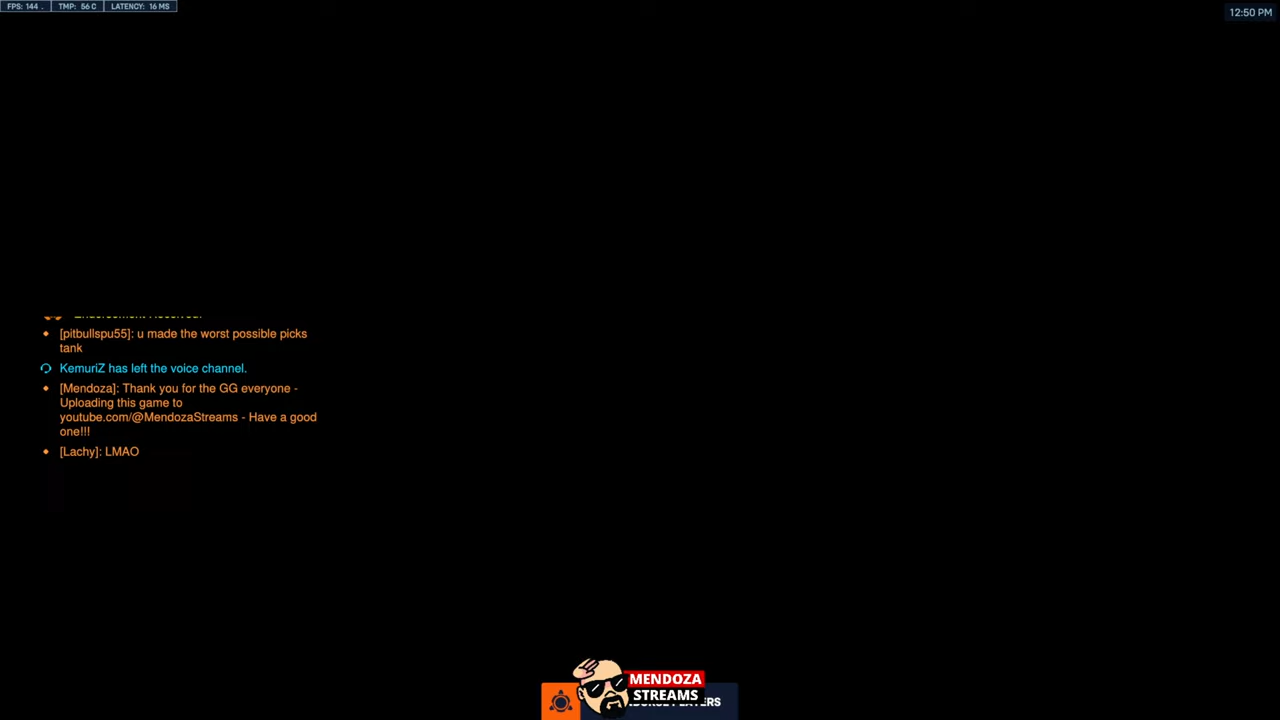 FPS: 144 . TMP: 56 C LATENCY: 16 MS
12:50 PM
[pitbullspu55]: u made the worst possible picks
tank
KemuriZ has left the voice channel.
[Mendoza]: Thank you for the GG everyone -
Uploading this game to
youtube.com/@MendozaStreams - Have a good
one!!!
[Lachy]: LMAO
MENDOZA
STREAMS